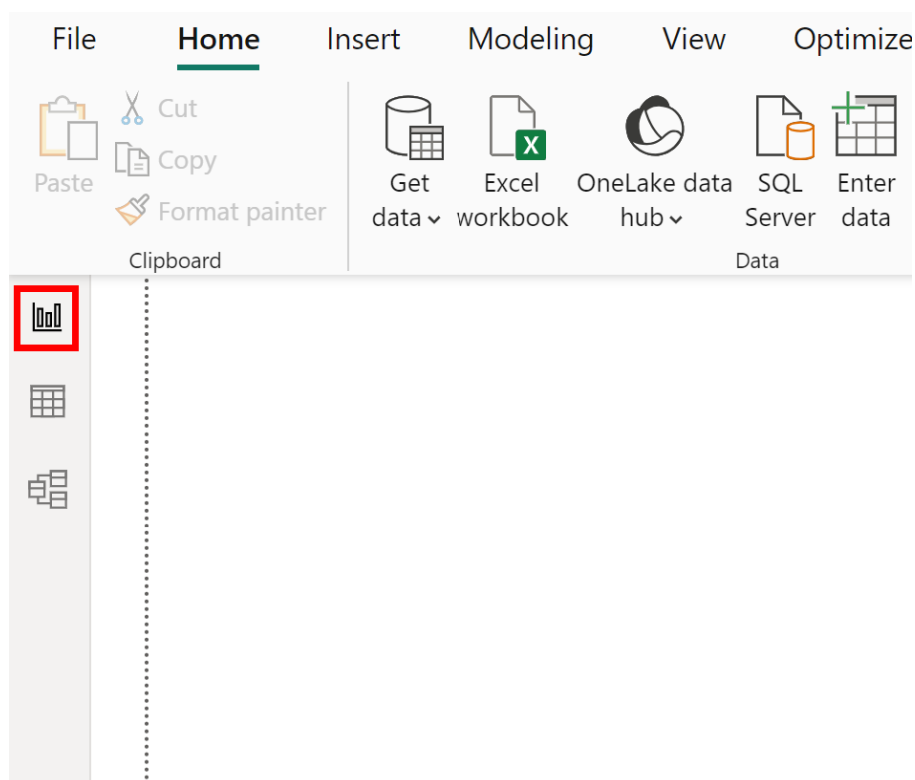 File Home Insert Modeling View Optimize
Cut
Copy
Paste
Format painter
Clipboard
Get data
Excel workbook
OneLake data hub
SQL Server
Enter data
Data